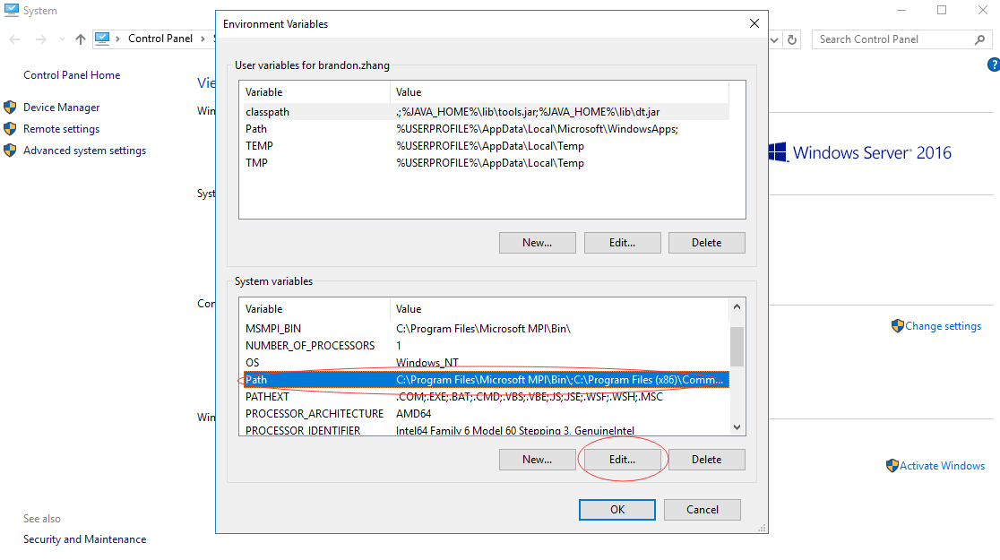 System
Control Panel
Search Control Panel
Control Panel Home
Device Manager
Remote settings
Advanced system settings
See also
Security and Maintenance
Vie
Win
Syst
Con
Win
Environment Variables
User variables for brandon.zhang
Variable Value
classpath .;%JAVA_HOME%\lib\tools.jar;%JAVA_HOME%\lib\dt.jar
Path %USERPROFILE%\AppData\Local\Microsoft\WindowsApps;
TEMP %USERPROFILE%\AppData\Local\Temp
TMP %USERPROFILE%\AppData\Local\Temp
New... Edit... Delete
System variables
Variable Value
MSMPI_BIN C:\Program Files\Microsoft MPI\Bin\
NUMBER_OF_PROCESSORS 1
OS Windows_NT
Path C:\Program Files\Microsoft MPI\Bin\;C:\Program Files (x86)\Comm...
PATHEXT .COM;.EXE;.BAT;.CMD;.VBS;.VBE;.JS;.JSE;.WSF;.WSH;.MSC
PROCESSOR_ARCHITECTURE AMD64
PROCESSOR_IDENTIFIER Intel64 Family 6 Model 60 Stepping 3, GenuineIntel
New... Edit... Delete
OK Cancel
Windows Server® 2016
Change settings
Activate Windows